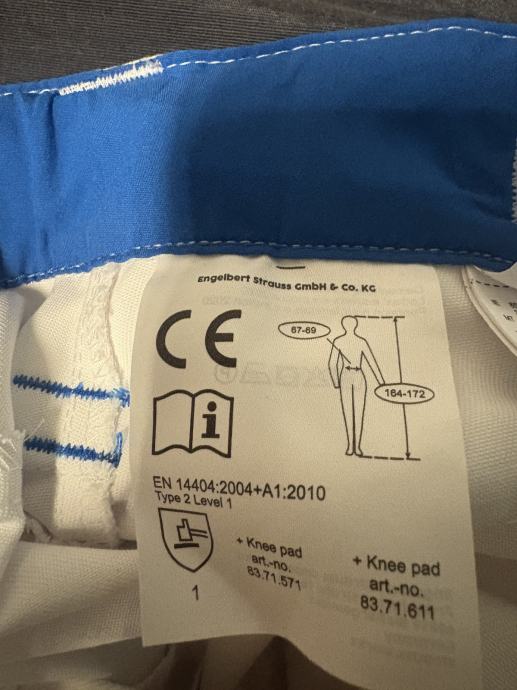 Engelbert Strauss GmbH & Co. KG
CE
67-69
164-172
i
EN 14404:2004+A1:2010
Type 2 Level 1
1
+ Knee pad
art.-no.
83.71.571
+ Knee pad
art.-no.
83.71.611